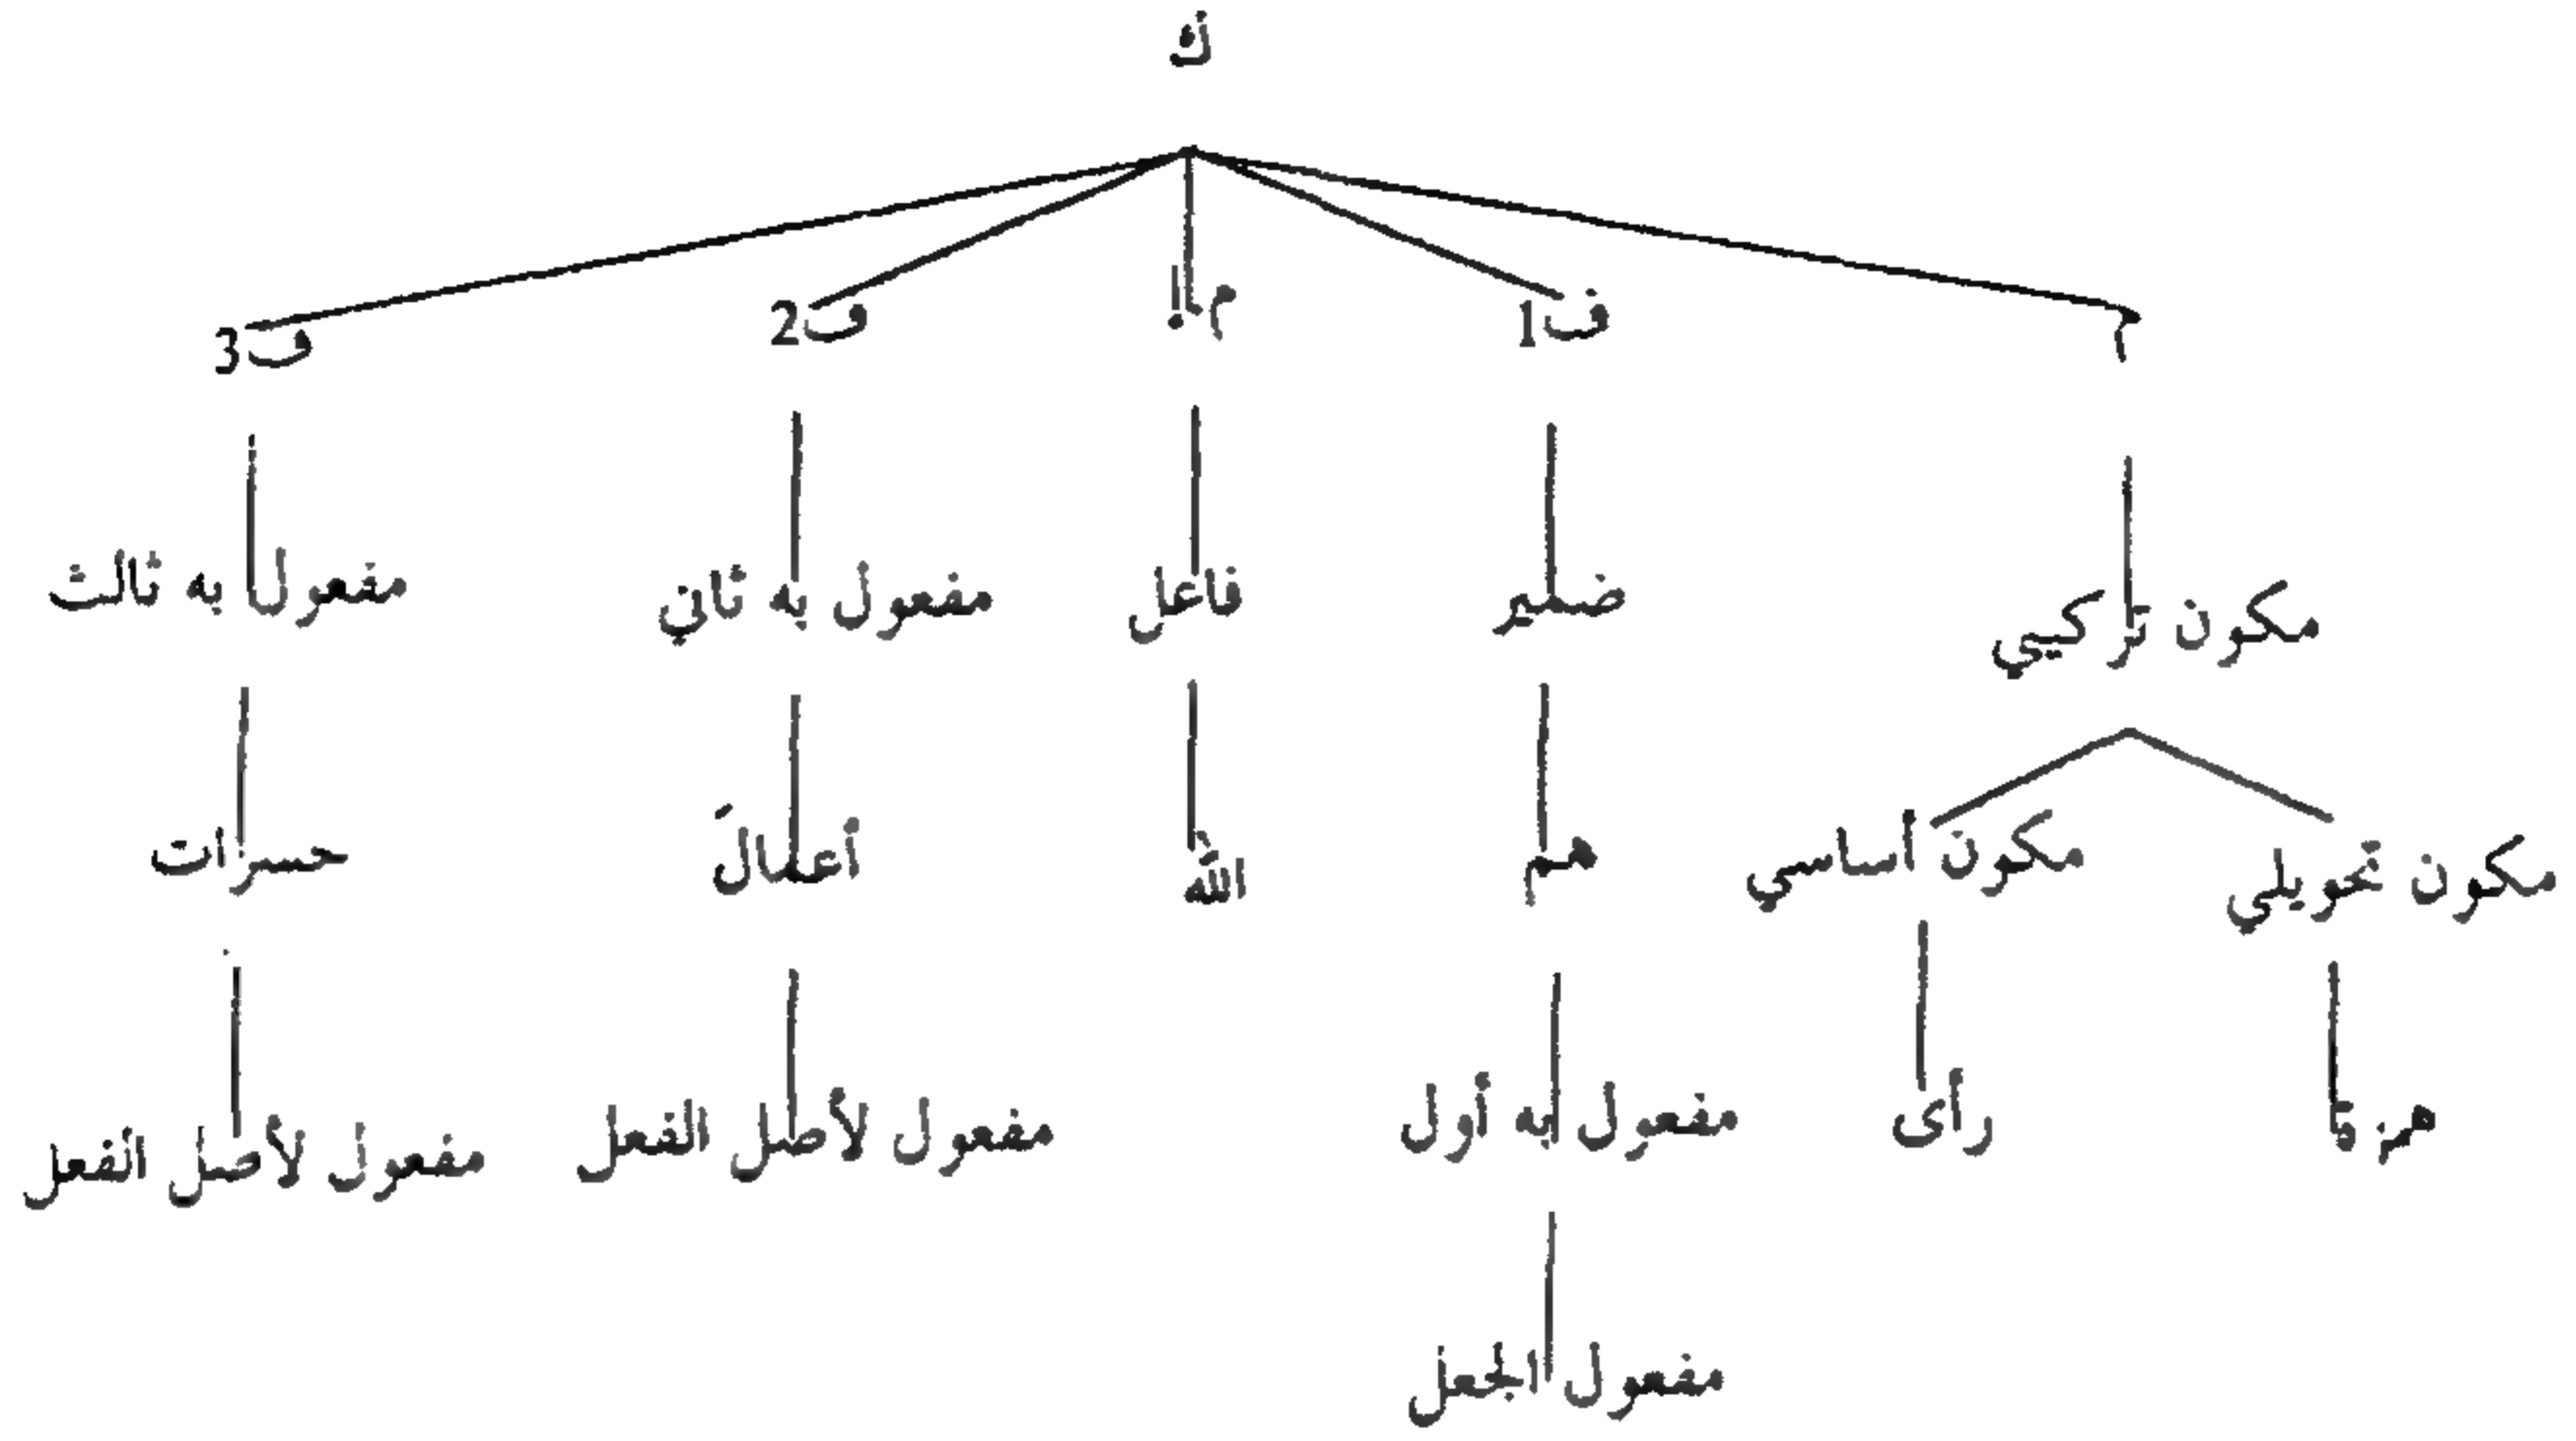 ك
م ف1 م.إ ف2 ف3
مكون تركيبي ضمير فاعل مفعول به ثاني مفعول به ثالث
مكون تحويلي مكون أساسي هم الله أعمالَ حسرات
همزة رأى مفعول به أول مفعول لأصل الفعل مفعول لأصل الفعل
مفعول الجعل